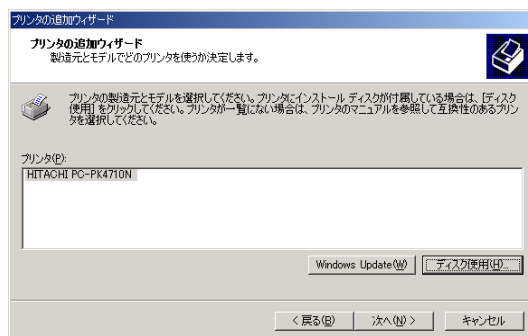 プリンタの追加ウィザード
プリンタの追加ウィザード
製造元とモデルでどのプリンタを使うか決定します。
プリンタの製造元とモデルを選択してください。プリンタにインストール ディスクが付属している場合は、[ディスク
使用] をクリックしてください。プリンタが一覧にない場合は、プリンタのマニュアルを参照して互換性のあるプリン
タを選択してください。
プリンタ(P):
HITACHI PC-PK4710N
Windows Update(W)
ディスク使用(H)...
< 戻る(B)
次へ(N) >
キャンセル